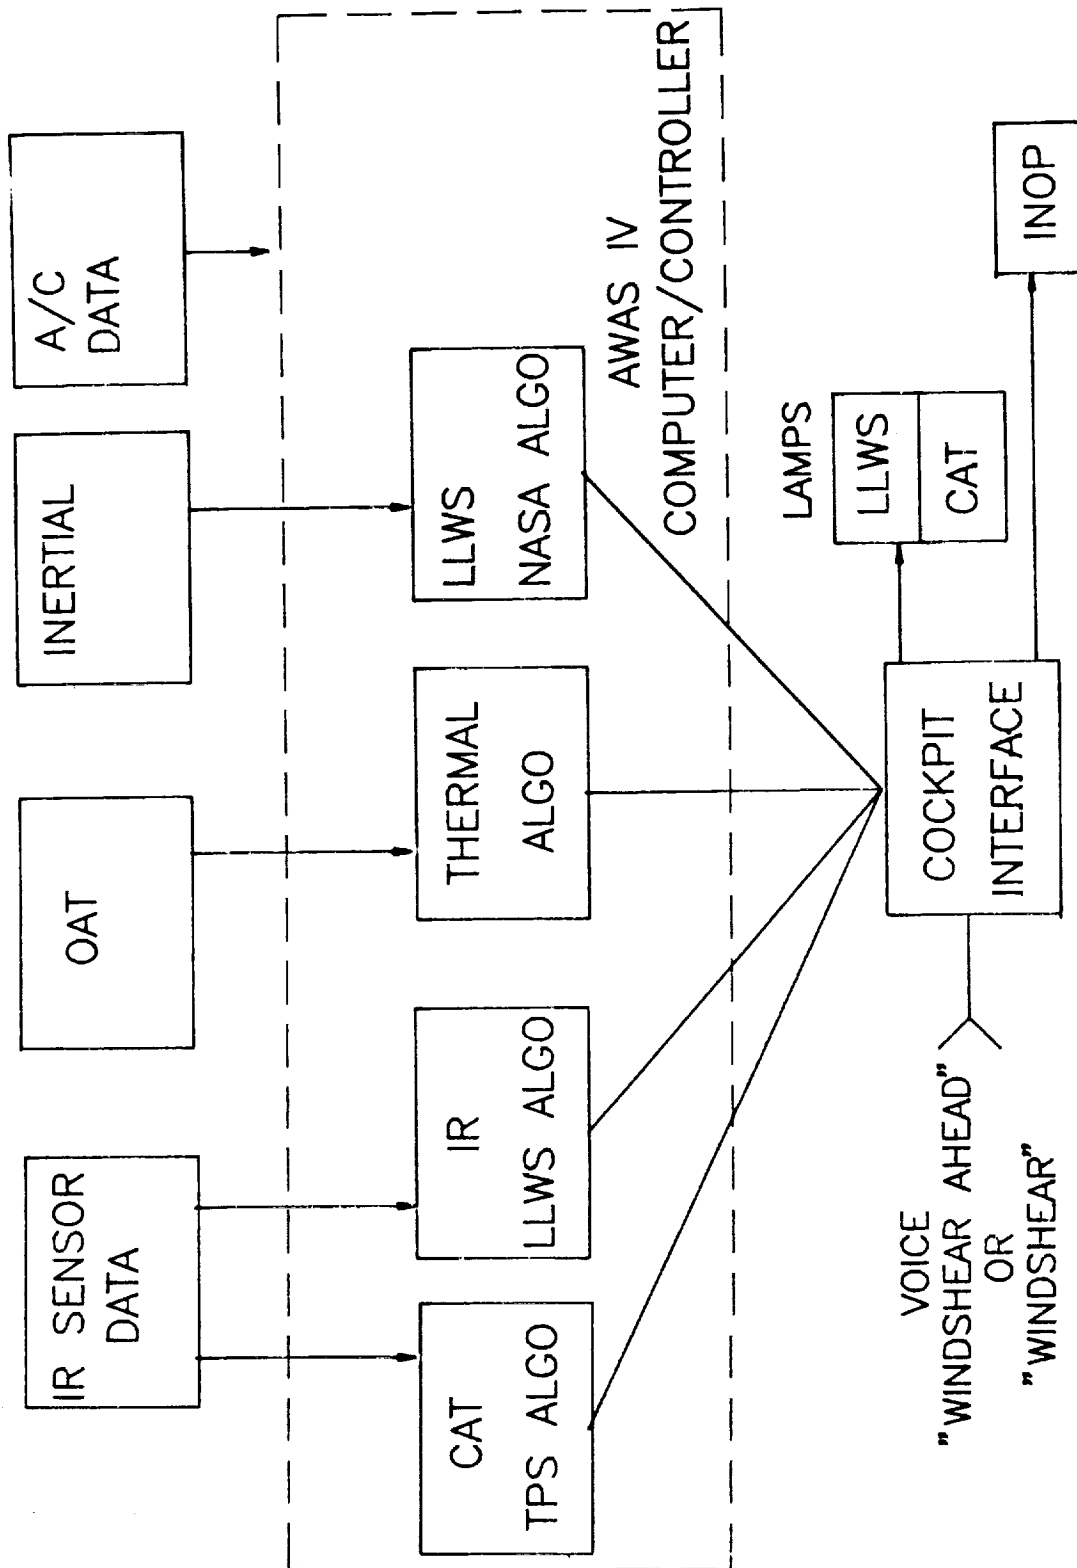 IR SENSOR
DATA
OAT
INERTIAL
A/C
DATA
CAT
TPS ALGO
IR
LLWS ALGO
THERMAL
ALGO
LLWS
NASA ALGO
AWAS IV
COMPUTER/CONTROLLER
VOICE
"WINDSHEAR AHEAD"
OR
"WINDSHEAR"
COCKPIT
INTERFACE
LAMPS
LLWS
CAT
INOP